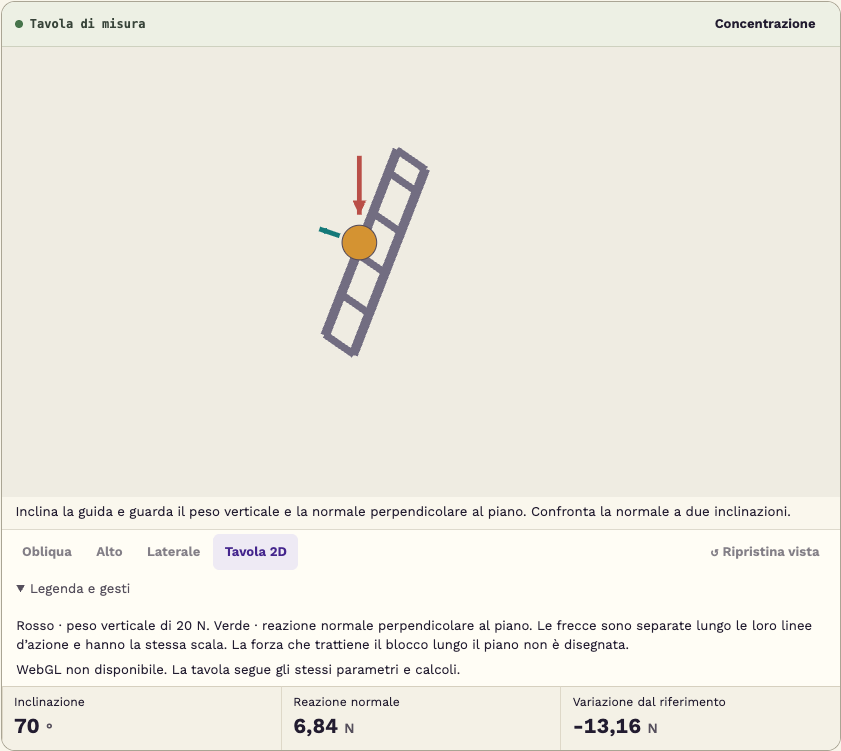 Tavola di misura
Concentrazione
Inclina la guida e guarda il peso verticale e la normale perpendicolare al piano. Confronta la normale a due inclinazioni.
Obliqua Alto Laterale Tavola 2D ↺ Ripristina vista
▼ Legenda e gesti
Rosso · peso verticale di 20 N. Verde · reazione normale perpendicolare al piano. Le frecce sono separate lungo le loro linee
d’azione e hanno la stessa scala. La forza che trattiene il blocco lungo il piano non è disegnata.
WebGL non disponibile. La tavola segue gli stessi parametri e calcoli.
Inclinazione
70 °
Reazione normale
6,84 N
Variazione dal riferimento
-13,16 N